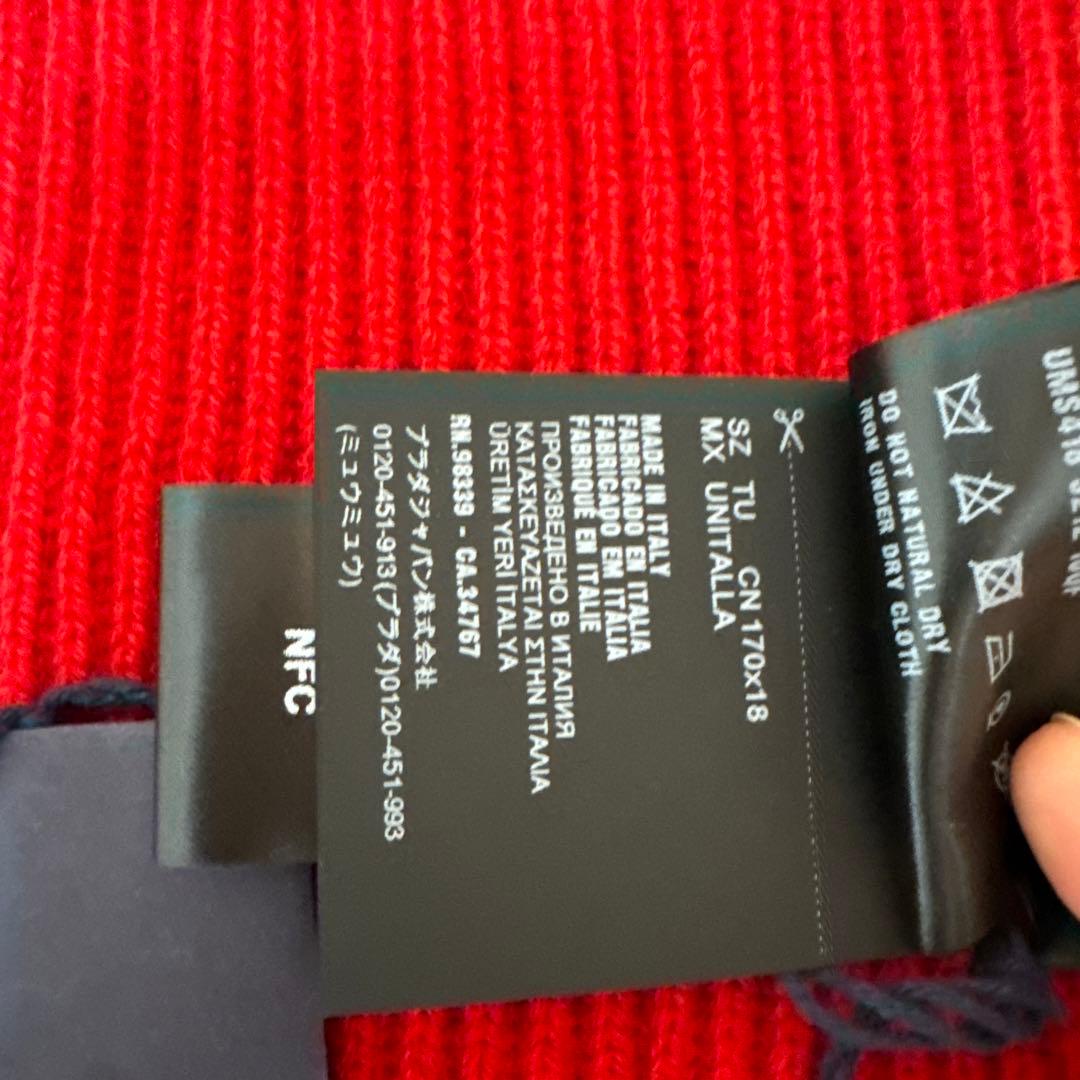 DO NOT NATURAL DRY
IRON UNDER DRY CLOTH
SZ TU CN 170x18
MX UNITALLA
MADE IN ITALY
FABRICADO EN ITALIA
FABRICADO EM ITÁLIA
FABRIQUÉ EN ITALIE
ПРОИЗВЕДЕНО В ИТАЛИЯ
ΚΑΤΑΣΚΕΥΑΖΕΤΑΙ ΣΤΗΝ ΙΤΑΛΙΑ
ÜRETİM YERİ İTALYA
RN.98339 - CA.34767
プラダジャパン株式会社
0120-451-913(プラダ)0120-451-993
(ミュウミュウ)
NFC